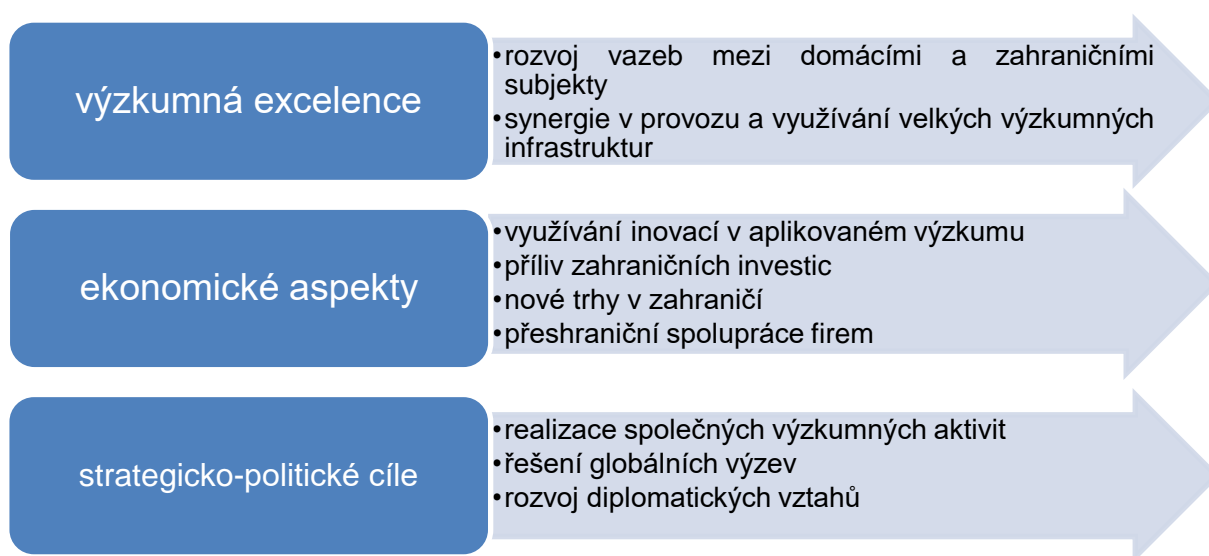 výzkumná excelence
•rozvoj vazeb mezi domácími a zahraničními
subjekty
•synergie v provozu a využívání velkých výzkumných
infrastruktur
ekonomické aspekty
•využívání inovací v aplikovaném výzkumu
•příliv zahraničních investic
•nové trhy v zahraničí
•přeshraniční spolupráce firem
strategicko-politické cíle
•realizace společných výzkumných aktivit
•řešení globálních výzev
•rozvoj diplomatických vztahů